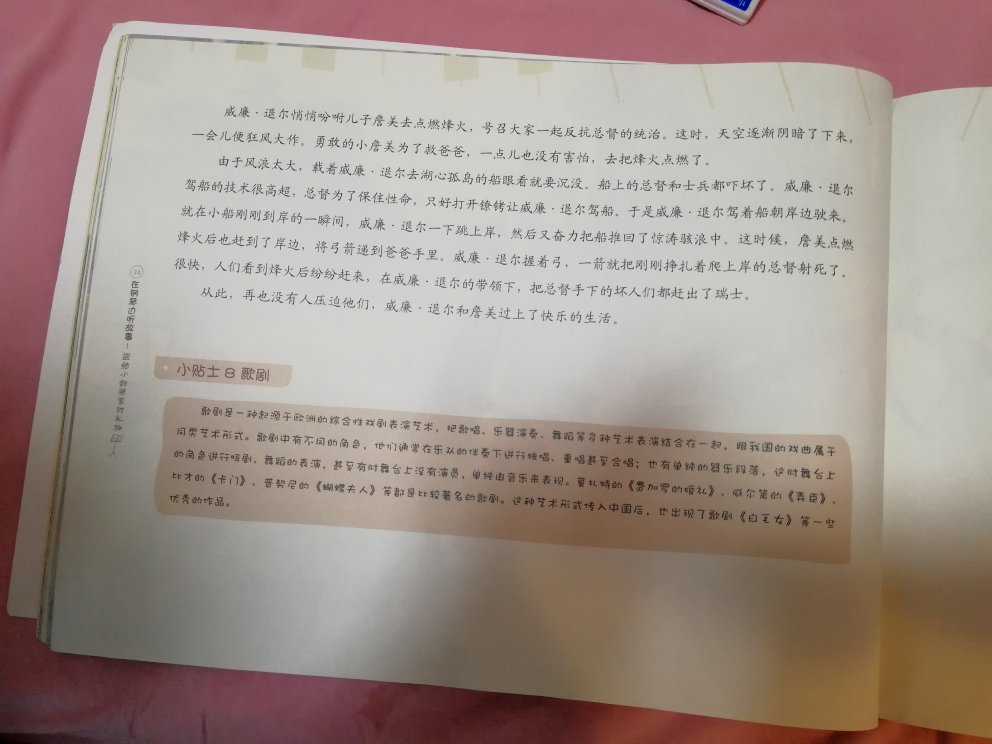 威廉·退尔悄悄吩咐儿子詹美去点燃烽火，号召大家一起反抗总督的统治。这时，天空逐渐阴暗了下来，
一会儿便狂风大作。勇敢的小詹美为了救爸爸，一点儿也没有害怕，去把烽火点燃了。
由于风浪太大，载着威廉·退尔去湖心孤岛的船眼看就要沉没。船上的总督和士兵都吓坏了。威廉·退尔
驾船的技术很高超，总督为了保住性命，只好打开镣铐让威廉·退尔驾船。于是威廉·退尔驾着船朝岸边驶来。
就在小船刚刚到岸的一瞬间，威廉·退尔一下跳上岸，然后又奋力把船推回了惊涛骇浪中。这时候，詹美点燃
烽火后也赶到了岸边，将弓箭递到爸爸手里。威廉·退尔握着弓，一箭就把刚刚挣扎着爬上岸的总督射死了。
很快，人们看到烽火后纷纷赶来，在威廉·退尔的带领下，把总督手下的坏人们都赶出了瑞士。
从此，再也没有人压迫他们，威廉·退尔和詹美过上了快乐的生活。
在钢琴边听故事—送给小钢琴家的礼物
小贴士8 歌剧
歌剧是一种起源于欧洲的综合性戏剧表演艺术，把歌唱、乐器演奏、舞蹈等多种艺术表演结合在一起，跟我国的戏曲属于
同类艺术形式。歌剧中有不同的角色，他们通常在乐队的伴奏下进行独唱、重唱甚至合唱；也有单纯的器乐段落，这时舞台上
的角色进行哑剧、舞蹈的表演，甚至有时舞台上没有演员，单纯由音乐来表现。莫扎特的《费加罗的婚礼》、威尔第的《弄臣》、
比才的《卡门》、普契尼的《蝴蝶夫人》等都是比较著名的歌剧。这种艺术形式传入中国后，也出现了歌剧《白毛女》等一些
优秀的作品。